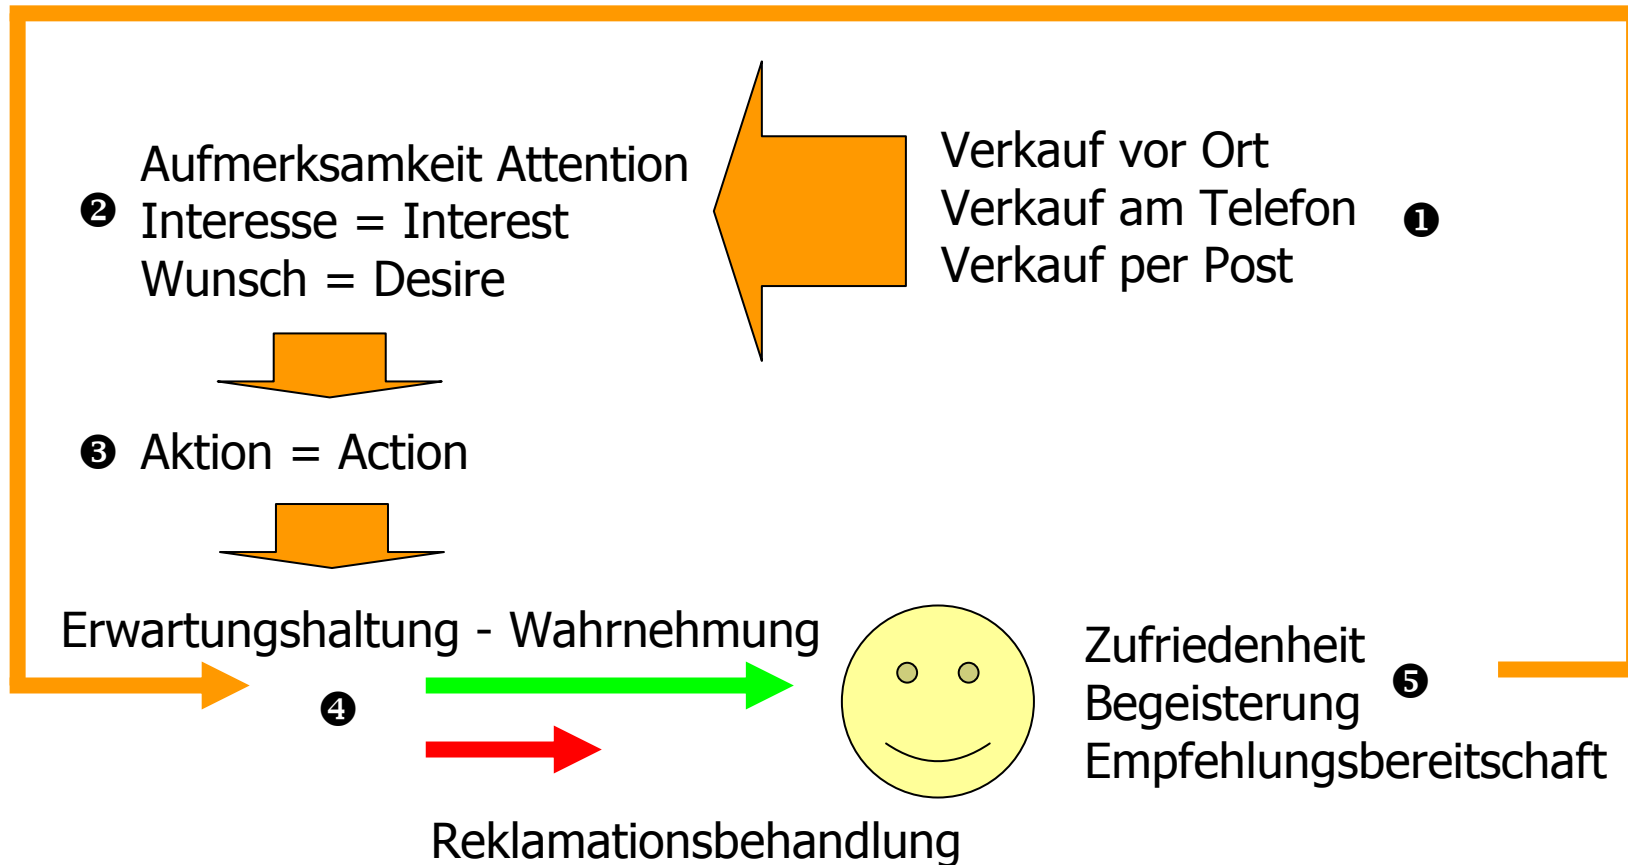 Verkauf vor Ort
Verkauf am Telefon
Verkauf per Post
❶
❷
Aufmerksamkeit Attention
Interesse = Interest
Wunsch = Desire
❸ Aktion = Action
Erwartungshaltung - Wahrnehmung
❹
Zufriedenheit
Begeisterung
Empfehlungsbereitschaft
❺
Reklamationsbehandlung